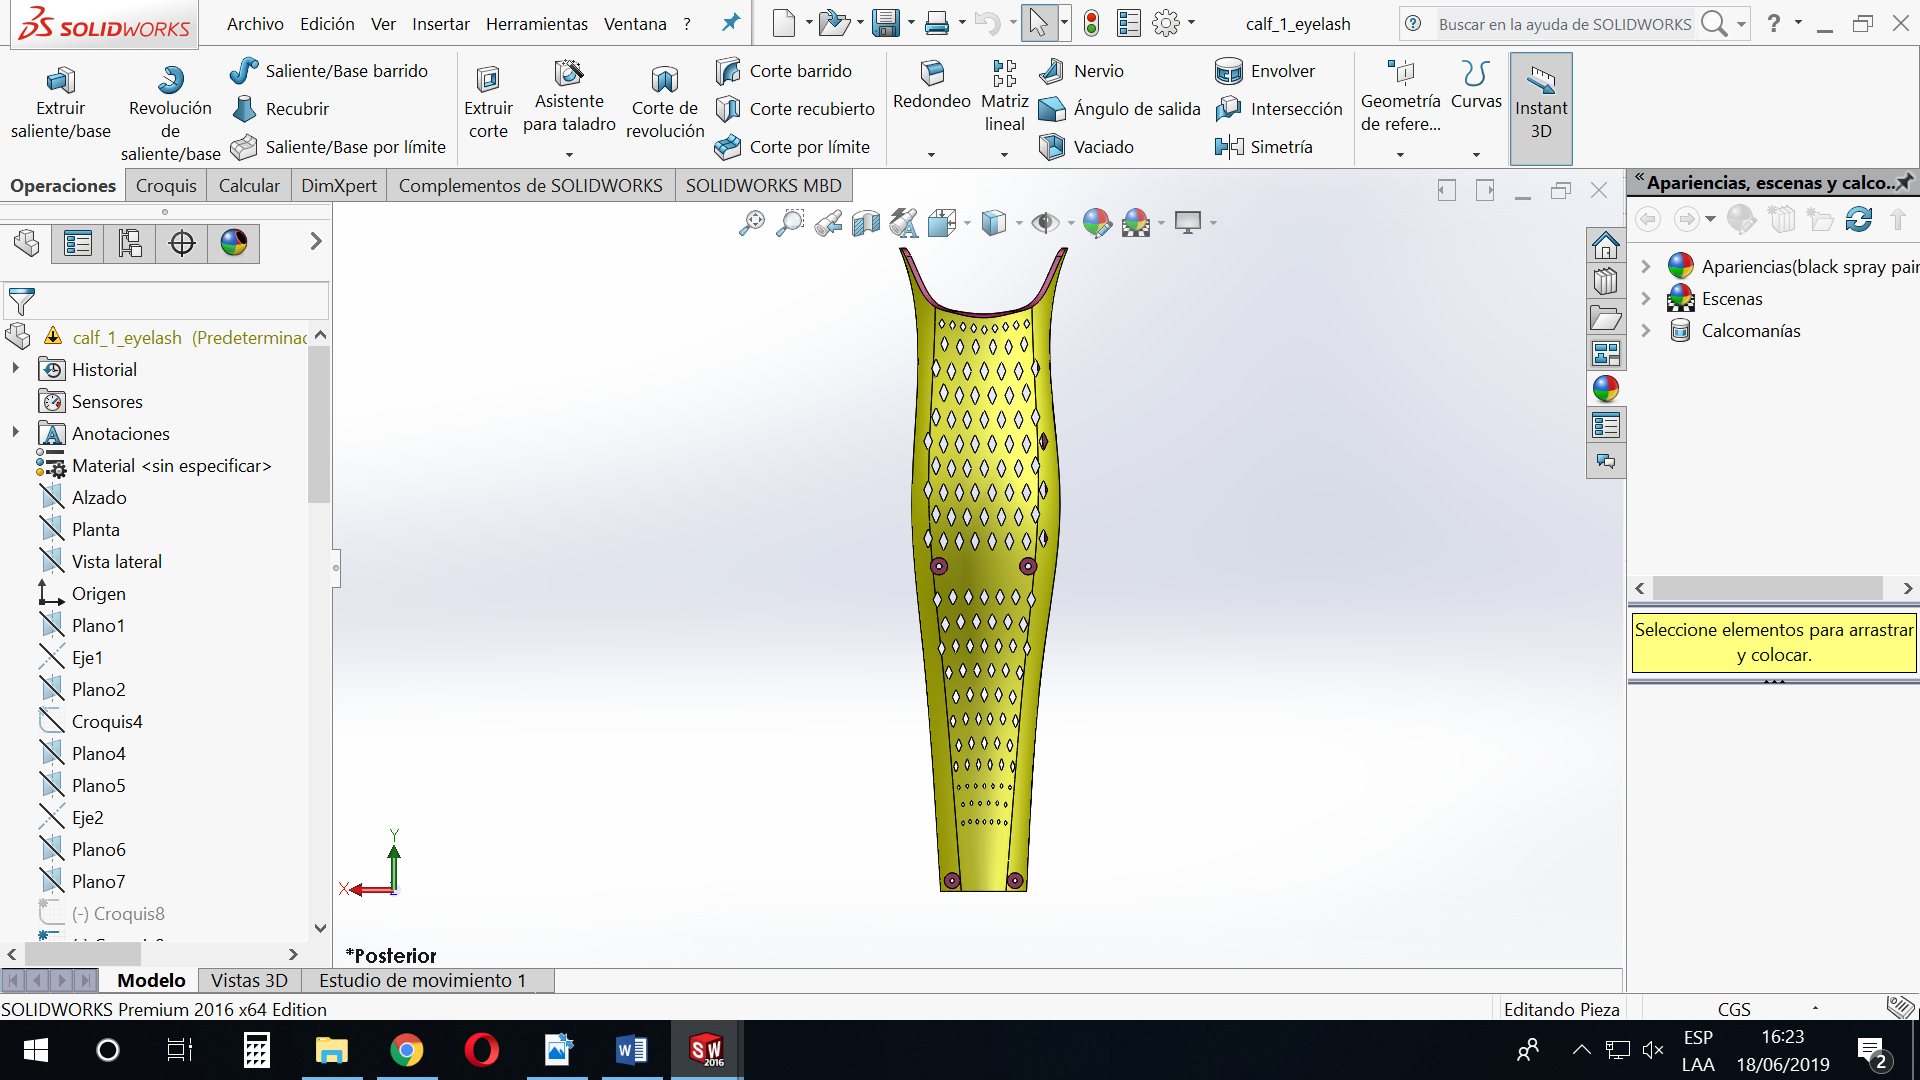 SOLIDWORKS
Archivo Edición Ver Insertar Herramientas Ventana ?
calf_1_eyelash
Buscar en la ayuda de SOLIDWORKS
?
Extruir saliente/base
Revolución de saliente/base
Saliente/Base barrido
Recubrir
Saliente/Base por límite
Extruir corte
Asistente para taladro
Corte de revolución
Corte barrido
Corte recubierto
Corte por límite
Redondeo
Matriz lineal
Nervio
Ángulo de salida
Vaciado
Envolver
Intersección
Simetría
Geometría de refere...
Curvas
Instant 3D
Operaciones Croquis Calcular DimXpert Complementos de SOLIDWORKS SOLIDWORKS MBD
calf_1_eyelash (Predeterminac
Historial
Sensores
Anotaciones
Material <sin especificar>
Alzado
Planta
Vista lateral
Origen
Plano1
Eje1
Plano2
Croquis4
Plano4
Plano5
Eje2
Plano6
Plano7
(-) Croquis8
Y
X
*Posterior
Apariencias, escenas y calco...
Apariencias(black spray pair
Escenas
Calcomanías
Seleccione elementos para arrastrar
y colocar.
Modelo Vistas 3D Estudio de movimiento 1
SOLIDWORKS Premium 2016 x64 Edition
Editando Pieza
CGS
SW
2016
ESP
LAA
16:23
18/06/2019
2